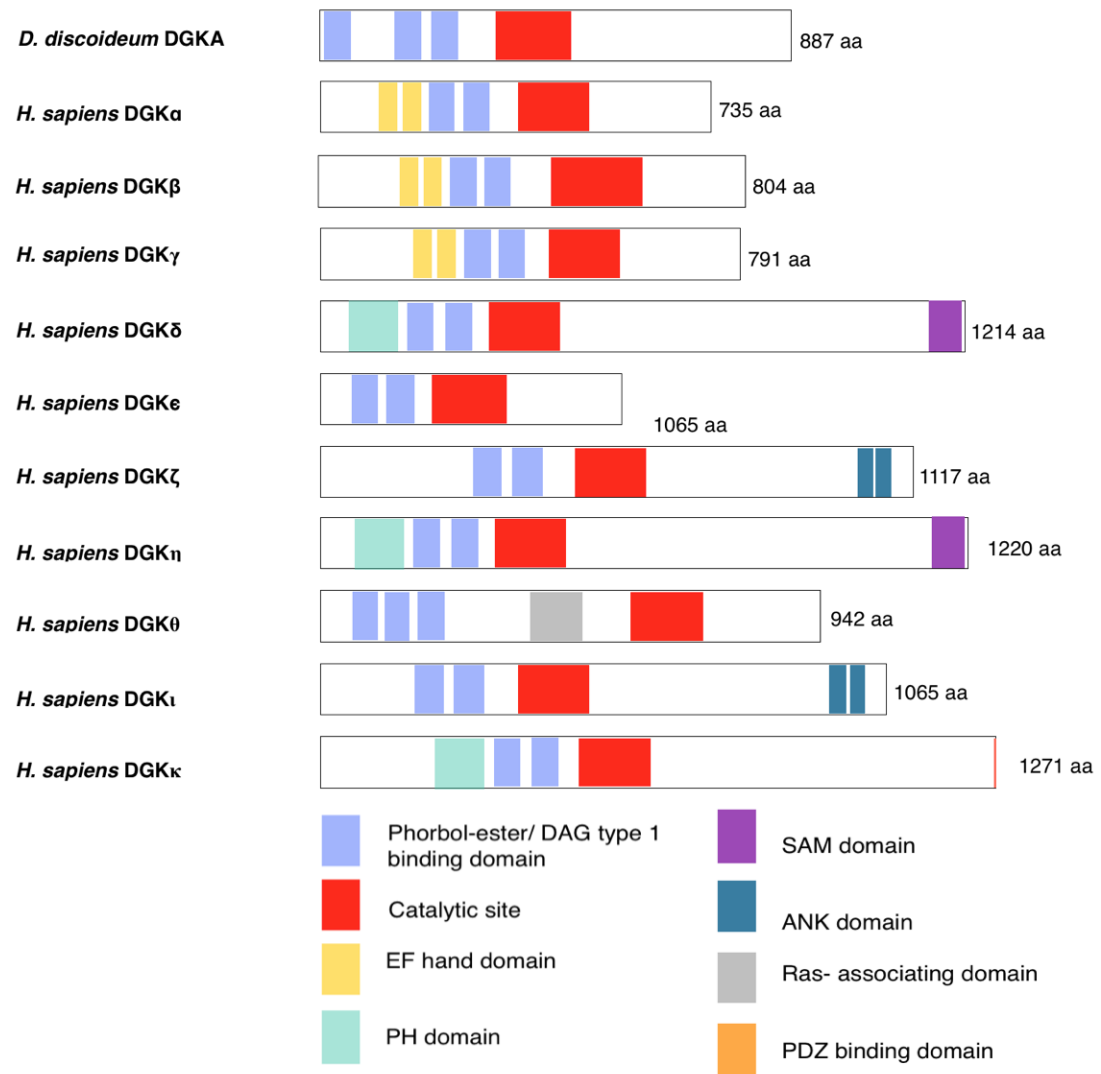 D. discoideum DGKA
887 aa
H. sapiens DGKα
735 aa
H. sapiens DGKβ
804 aa
H. sapiens DGKγ
791 aa
H. sapiens DGKδ
1214 aa
H. sapiens DGKϵ
1065 aa
H. sapiens DGKζ
1117 aa
H. sapiens DGKη
1220 aa
H. sapiens DGKθ
942 aa
H. sapiens DGKι
1065 aa
H. sapiens DGKκ
1271 aa
Phorbol-ester/ DAG type 1
binding domain
Catalytic site
EF hand domain
PH domain
SAM domain
ANK domain
Ras- associating domain
PDZ binding domain